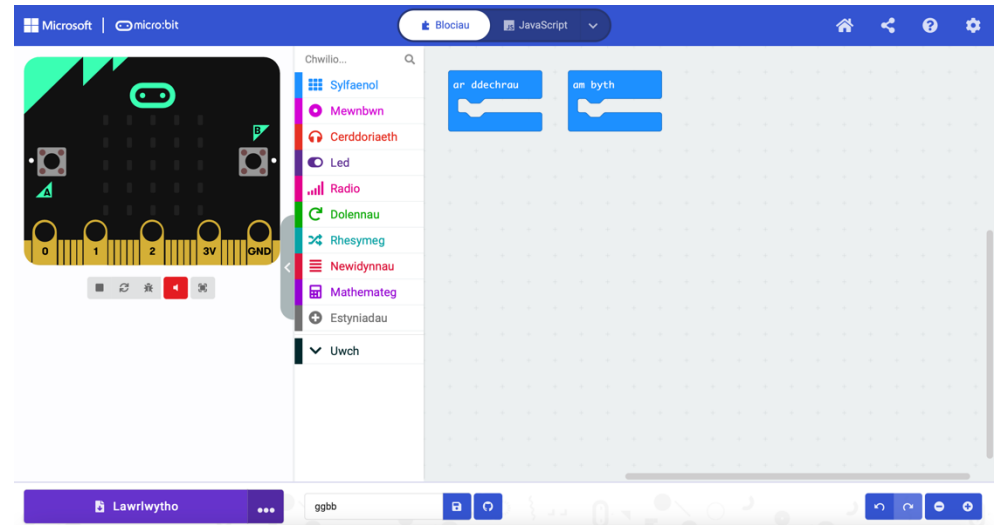 Microsoft micro:bit Blociau JavaScript
Chwilio...
Sylfaenol
Mewnbwn
Cerddoriaeth
Led
Radio
Dolennau
Rhesymeg
Newidynnau
Mathemateg
Estyniadau
Uwch
ar ddechrau
am byth
B
A
0 1 2 3V GND
Lawrlwytho
ggbb